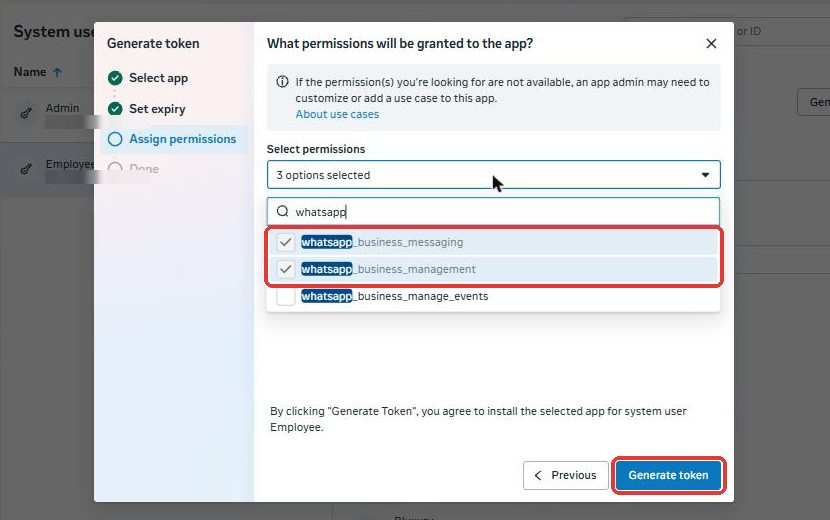 System use
or ID
Name ↑
Admin
Employee
Gen
Generate token
Select app
Set expiry
Assign permissions
Done
What permissions will be granted to the app?
If the permission(s) you're looking for are not available, an app admin may need to
customize or add a use case to this app.
About use cases
Select permissions
3 options selected
whatsapp
whatsapp_business_messaging
whatsapp_business_management
whatsapp_business_manage_events
By clicking "Generate Token", you agree to install the selected app for system user
Employee.
Previous
Generate token